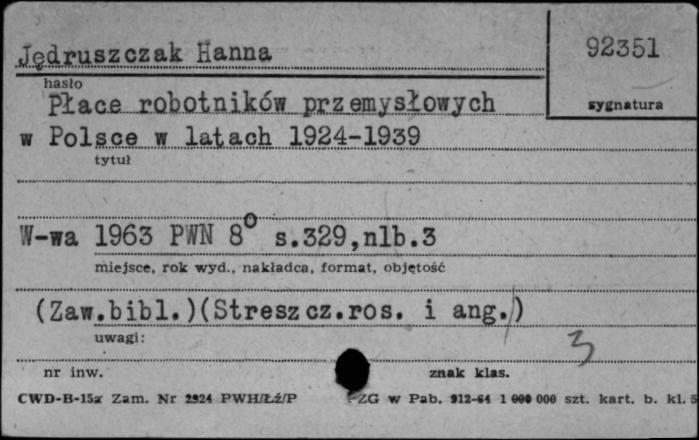 Jędruszczak Hanna
92351
hasło
sygnatura
Płace robotników przemysłowych
w Polsce w latach 1924-1939
tytuł
W-wa 1963 PWN 8° s.329,nlb.3
miejsce, rok wyd., nakładca, format, objętość
(Zaw.bibl.)(Streszcz.ros. i ang.)
uwagi:
3
nr inw.
znak klas.
CWD-B-15a Zam. Nr 2924 PWH/Łź/P
PZG w Pab. 912-64 1 000 000 szt. kart. b. kl. 5